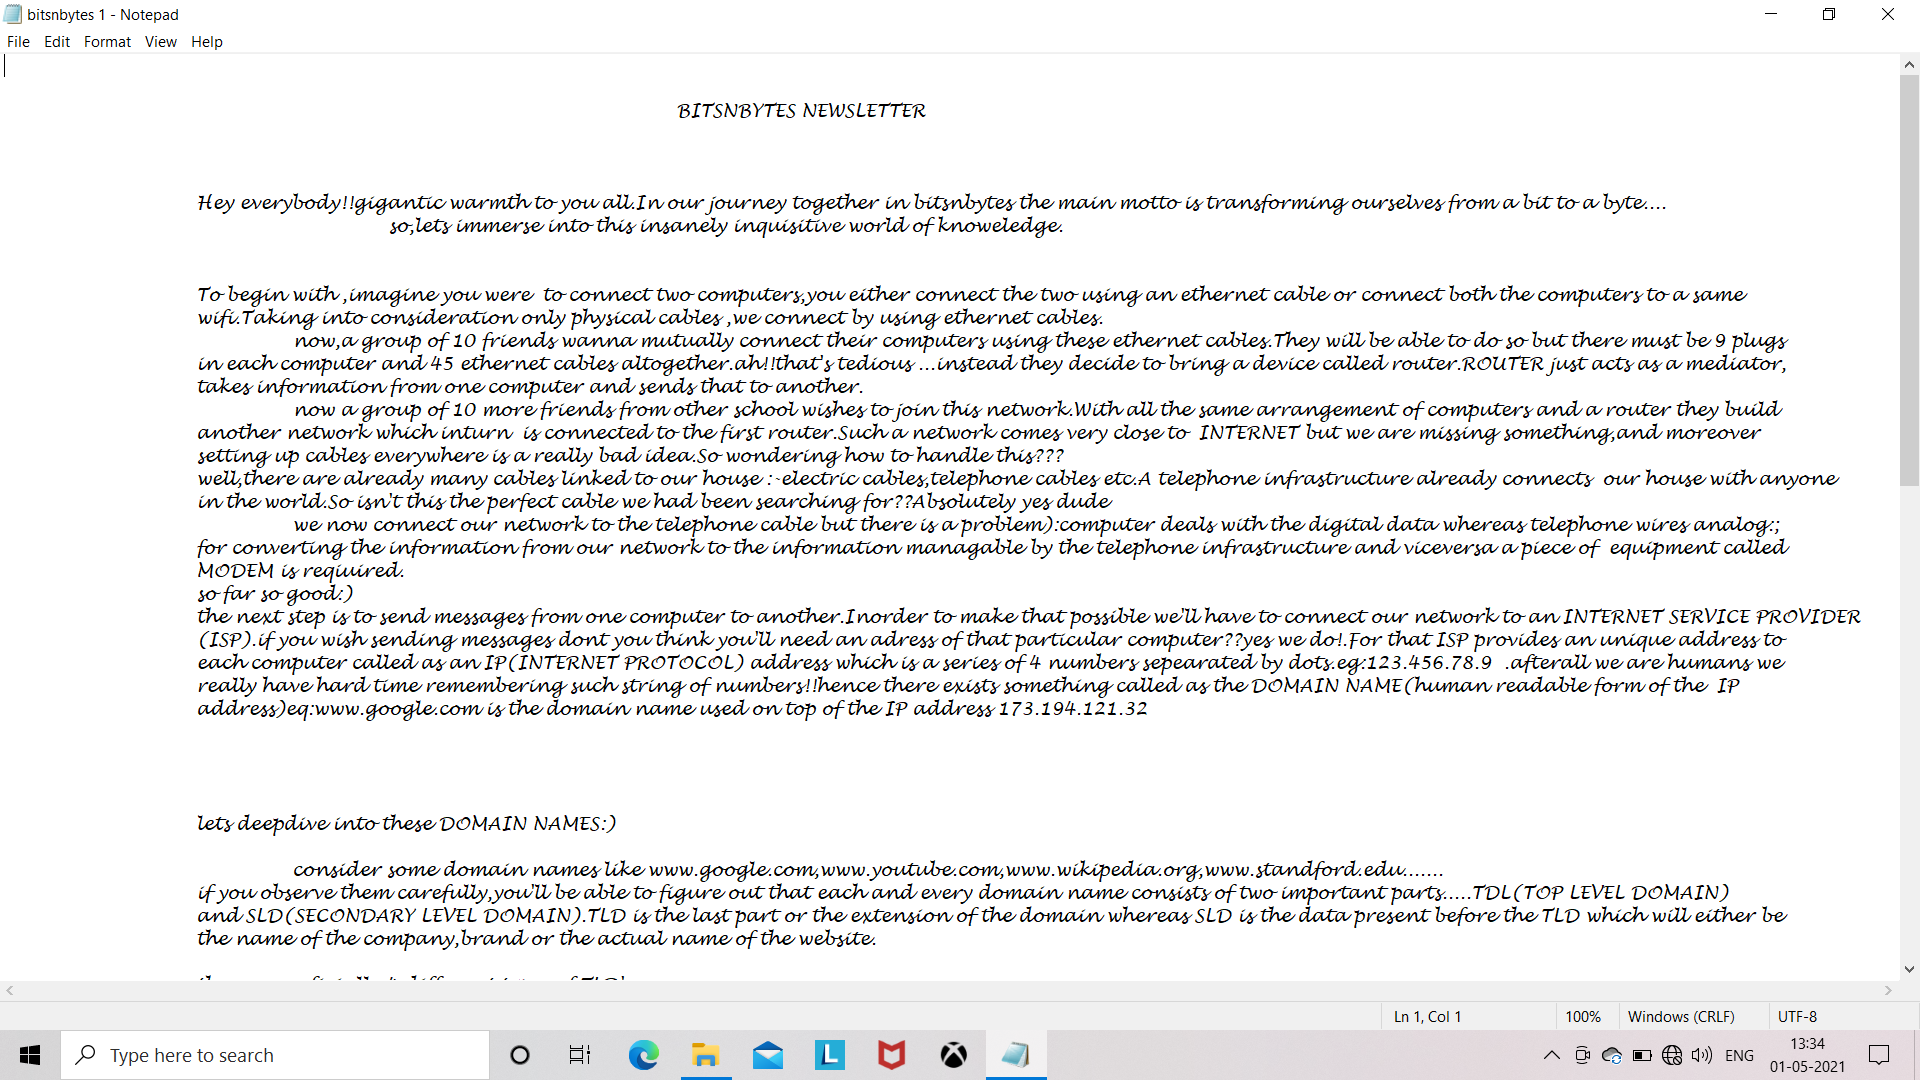 bitsnbytes 1 - Notepad
File Edit Format View Help
BITSNBYTES NEWSLETTER
Hey everybody!!gigantic warmth to you all.In our journey together in bitsnbytes the main motto is transforming ourselves from a bit to a byte....
so,lets immerse into this insanely inquisitive world of knoweledge.
To begin with ,imagine you were  to connect two computers,you either connect the two using an ethernet cable or connect both the computers to a same
wifi.Taking into consideration only physical cables ,we connect by using ethernet cables.
now,a group of 10 friends wanna mutually connect their computers using these ethernet cables.They will be able to do so but there must be 9 plugs
in each computer and 45 ethernet cables altogether.ah!!that's tedious ...instead they decide to bring a device called router.ROUTER just acts as a mediator,
takes information from one computer and sends that to another.
now a group of 10 more friends from other school wishes to join this network.With all the same arrangement of computers and a router they build
another network which inturn  is connected to the first router.Such a network comes very close to  INTERNET but we are missing something,and moreover
setting up cables everywhere is a really bad idea.So wondering how to handle this???
well,there are already many cables linked to our house :-electric cables,telephone cables etc.A telephone infrastructure already connects  our house with anyone
in the world.So isn't this the perfect cable we had been searching for??Absolutely yes dude
we now connect our network to the telephone cable but there is a problem):computer deals with the digital data whereas telephone wires analog:;
for converting the information from our network to the information managable by the telephone infrastructure and viceversa a piece of  equipment called
MODEM is reqiuired.
so far so good:)
the next step is to send messages from one computer to another.Inorder to make that possible we'll have to connect our network to an INTERNET SERVICE PROVIDER
(ISP).if you wish sending messages dont you think you'll need an adress of that particular computer??yes we do!.For that ISP provides an unique address to
each computer called as an IP(INTERNET PROTOCOL) address which is a series of 4 numbers sepearated by dots.eg:123.456.78.9  .afterall we are humans we
really have hard time remembering such string of numbers!!hence there exists something called as the DOMAIN NAME(human readable form of the  IP
address)eq:www.google.com is the domain name used on top of the IP address 173.194.121.32
lets deepdive into these DOMAIN NAMES:)
consider some domain names like www.google.com,www.youtube.com,www.wikipedia.org,www.standford.edu.......
if you observe them carefully,you'll be able to figure out that each and every domain name consists of two important parts.....TDL(TOP LEVEL DOMAIN)
and SLD(SECONDARY LEVEL DOMAIN).TLD is the last part or the extension of the domain whereas SLD is the data present before the TLD which will either be
the name of the company,brand or the actual name of the website.
Ln 1, Col 1 100% Windows (CRLF) UTF-8
Type here to search
L
ENG
13:34
01-05-2021